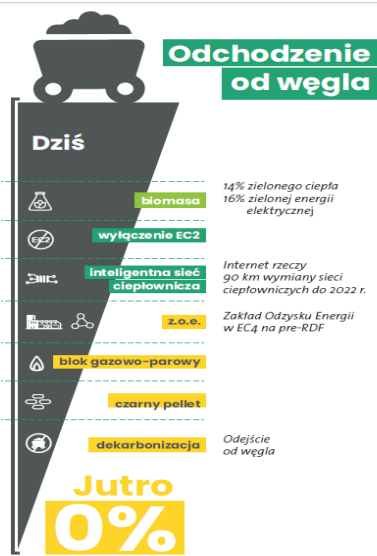 Odchodzenie
od węgla
Dziś
biomasa
14% zielonego ciepła
16% zielonej energii
elektrycznej
EC2
wyłączenie EC2
inteligentna sieć
ciepłownicza
Internet rzeczy
90 km wymiany sieci
ciepłowniczych do 2022 r.
z.o.e.
Zakład Odzysku Energii
w EC4 na pre-RDF
blok gazowo-parowy
czarny pellet
dekarbonizacja
Odejście
od węgla
Jutro
0%